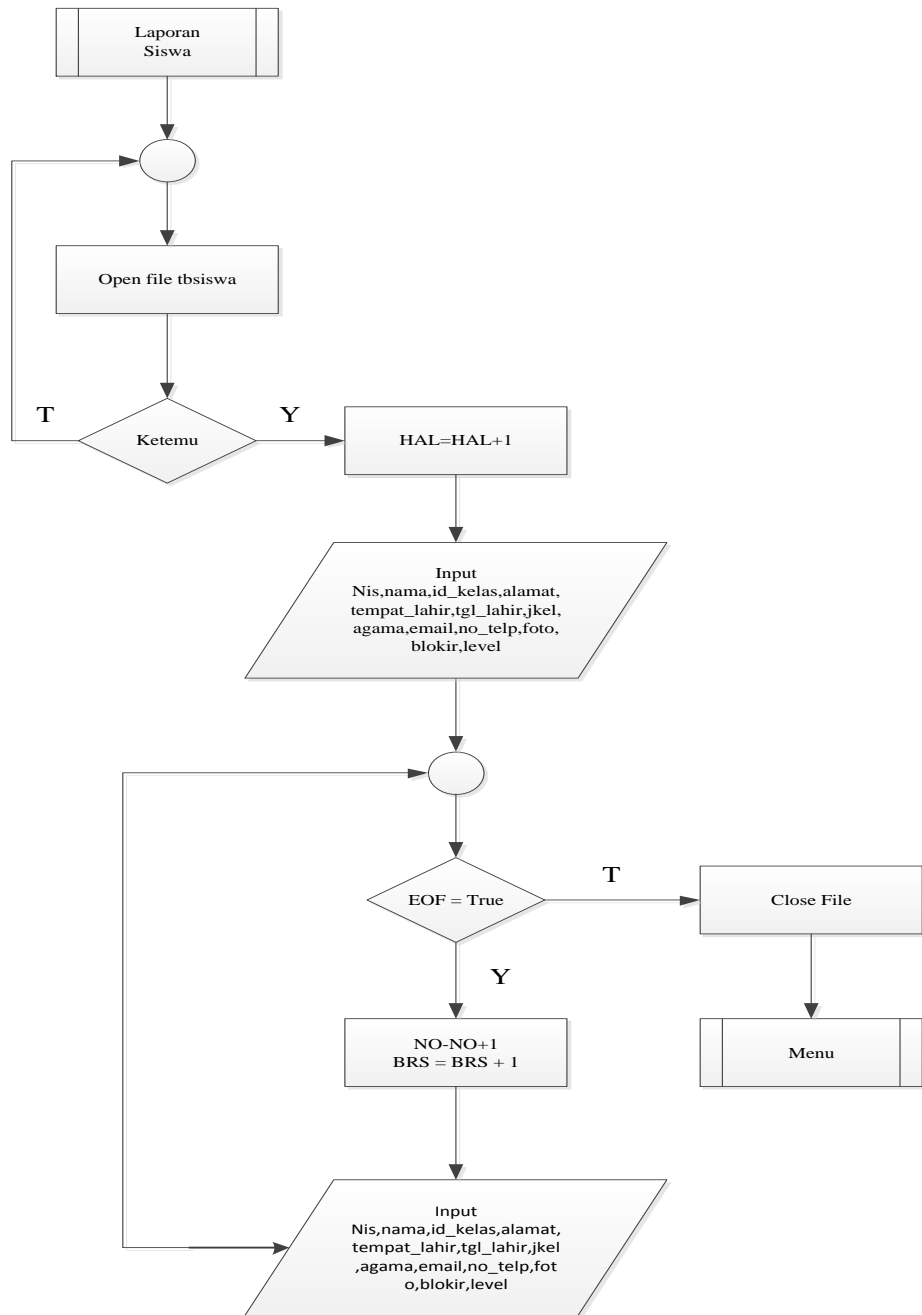 Laporan
Siswa
Open file tbsiswa
T
Ketemu
Y
HAL=HAL+1
Input
Nis,nama,id_kelas,alamat,
tempat_lahir,tgl_lahir,jkel,
agama,email,no_telp,foto,
blokir,level
EOF = True
T
Close File
Y
NO-NO+1
BRS = BRS + 1
Menu
Input
Nis,nama,id_kelas,alamat,
tempat_lahir,tgl_lahir,jkel
,agama,email,no_telp,fot
o,blokir,level